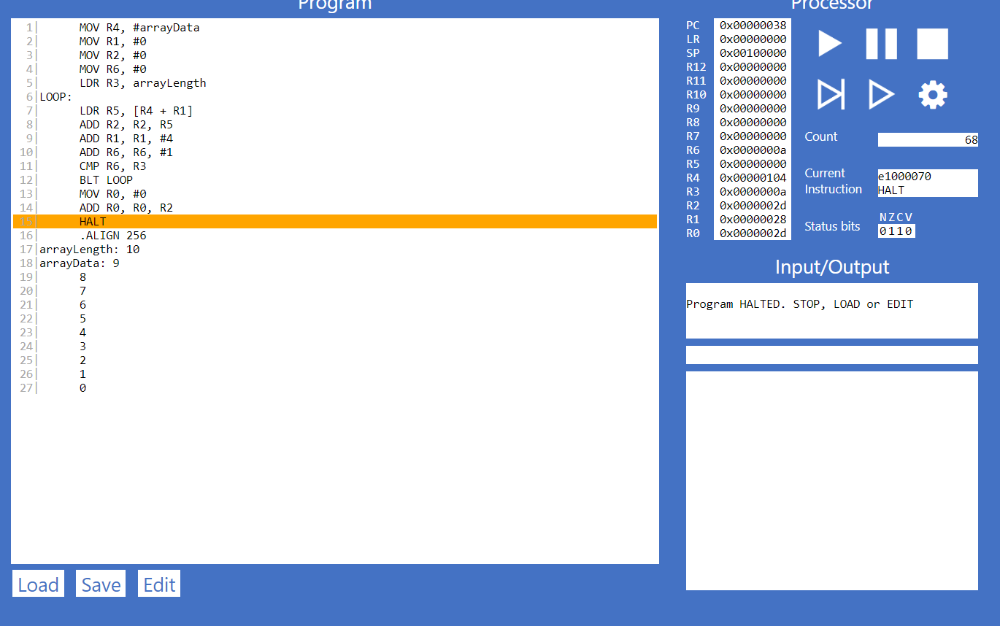 Program
1| MOV R4, #arrayData
2| MOV R1, #0
3| MOV R2, #0
4| MOV R6, #0
5| LDR R3, arrayLength
6|LOOP:
7| LDR R5, [R4 + R1]
8| ADD R2, R2, R5
9| ADD R1, R1, #4
10| ADD R6, R6, #1
11| CMP R6, R3
12| BLT LOOP
13| MOV R0, #0
14| ADD R0, R0, R2
15| HALT
16| .ALIGN 256
17|arrayLength: 10
18|arrayData: 9
19| 8
20| 7
21| 6
22| 5
23| 4
24| 3
25| 2
26| 1
27| 0
Load Save Edit
Processor
PC 0x00000038
LR 0x00000000
SP 0x00100000
R12 0x00000000
R11 0x00000000
R10 0x00000000
R9 0x00000000
R8 0x00000000
R7 0x00000000
R6 0x0000000a
R5 0x00000000
R4 0x00000104
R3 0x0000000a
R2 0x0000002d
R1 0x00000028
R0 0x0000002d
Count 68
Current Instruction
e1000070
HALT
NZCV
Status bits 0110
Input/Output
Program HALTED. STOP, LOAD or EDIT